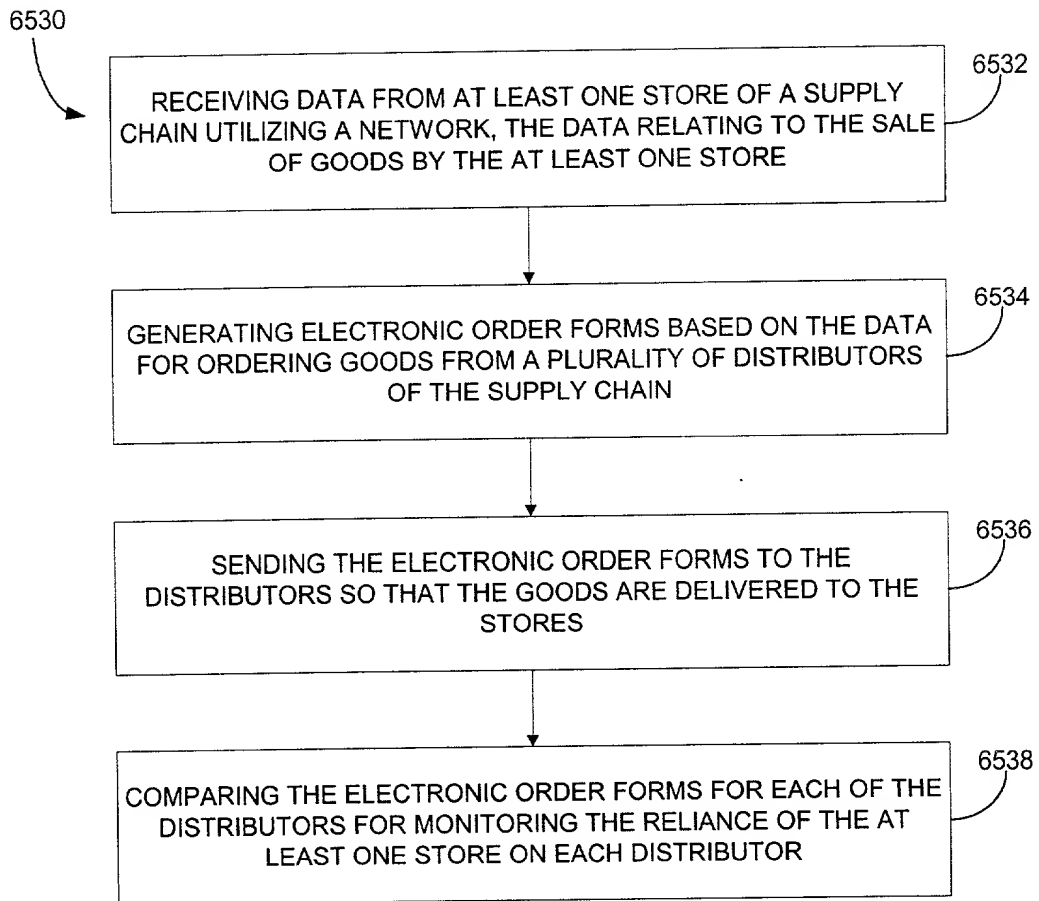 6530
6532
RECEIVING DATA FROM AT LEAST ONE STORE OF A SUPPLY
CHAIN UTILIZING A NETWORK, THE DATA RELATING TO THE SALE
OF GOODS BY THE AT LEAST ONE STORE
6534
GENERATING ELECTRONIC ORDER FORMS BASED ON THE DATA
FOR ORDERING GOODS FROM A PLURALITY OF DISTRIBUTORS
OF THE SUPPLY CHAIN
6536
SENDING THE ELECTRONIC ORDER FORMS TO THE
DISTRIBUTORS SO THAT THE GOODS ARE DELIVERED TO THE
STORES
6538
COMPARING THE ELECTRONIC ORDER FORMS FOR EACH OF THE
DISTRIBUTORS FOR MONITORING THE RELIANCE OF THE AT
LEAST ONE STORE ON EACH DISTRIBUTOR